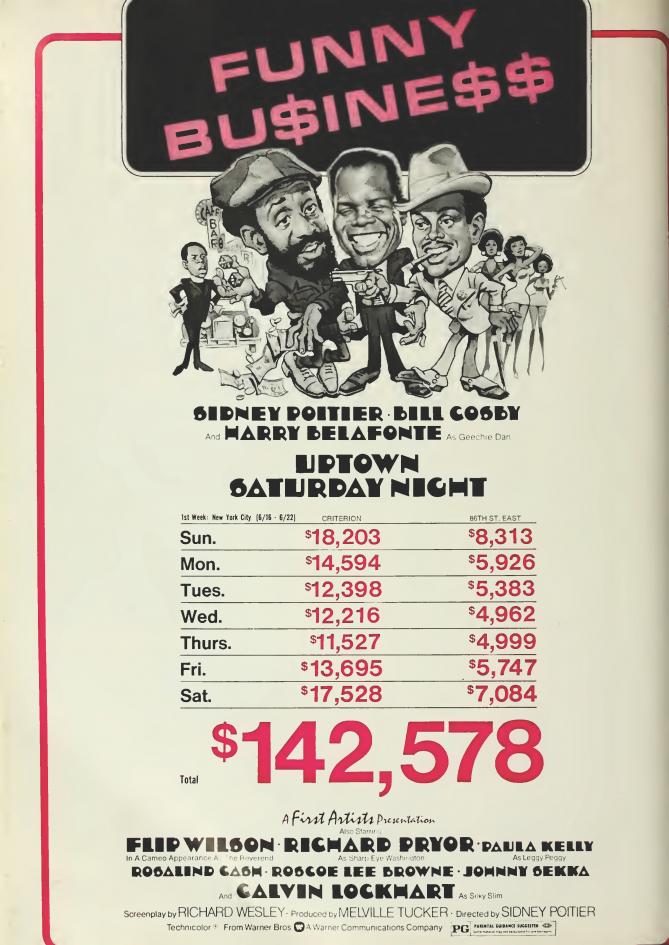 FUNNY
BU$INE$$
CAFE
BAR
SIDNEY POITIER · BILL COSBY
And HARRY BELAFONTE As Geechie Dan
UPTOWN
SATURDAY NIGHT
1st Week: New York City (6/16 - 6/22) CRITERION 86TH ST. EAST
Sun. $18,203 $8,313
Mon. $14,594 $5,926
Tues. $12,398 $5,383
Wed. $12,216 $4,962
Thurs. $11,527 $4,999
Fri. $13,695 $5,747
Sat. $17,528 $7,084
Total $142,578
A First Artists Presentation
Also Starring
FLIP WILSON · RICHARD PRYOR · PAULA KELLY
In A Cameo Appearance As The Reverend As Sharp Eye Washington As Leggy Peggy
ROSALIND CASH · ROSCOE LEE BROWNE · JOHNNY SEKKA
And CALVIN LOCKHART As Silky Slim
Screenplay by RICHARD WESLEY · Produced by MELVILLE TUCKER · Directed by SIDNEY POITIER
Technicolor® From Warner Bros A Warner Communications Company PG PARENTAL GUIDANCE SUGGESTED